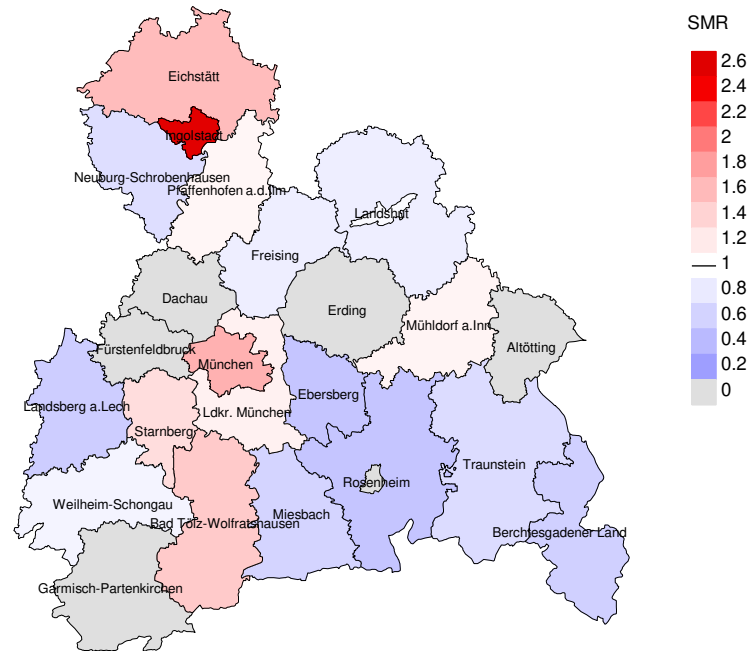 SMR
Eichstätt
2.6
2.4
2.2
2
1.8
1.6
1.4
1.2
1
0.8
0.6
0.4
0.2
0
Ingolstadt
Neuburg-Schrobenhausen
Pfaffenhofen a.d.Ilm
Landshut
Freising
Dachau
Erding
Mühldorf a.Inn
Fürstenfeldbruck
München
Altötting
Ebersberg
Landsberg a.Lech
Ldkr. München
Starnberg
Traunstein
Rosenheim
Weilheim-Schongau
Miesbach
Bad Tölz-Wolfratshausen
Berchtesgadener Land
Garmisch-Partenkirchen